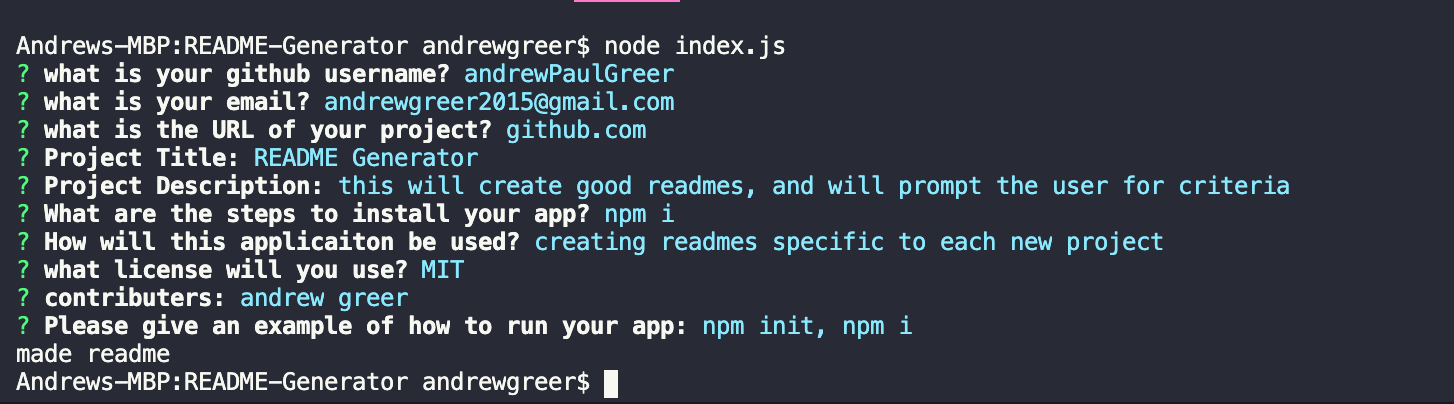 Andrews-MBP:README-Generator andrewgreer$ node index.js
? what is your github username? andrewPaulGreer
? what is your email? andrewgreer2015@gmail.com
? what is the URL of your project? github.com
? Project Title: README Generator
? Project Description: this will create good readmes, and will prompt the user for criteria
? What are the steps to install your app? npm i
? How will this applicaiton be used? creating readmes specific to each new project
? what license will you use? MIT
? contributers: andrew greer
? Please give an example of how to run your app: npm init, npm i
made readme
Andrews-MBP:README-Generator andrewgreer$